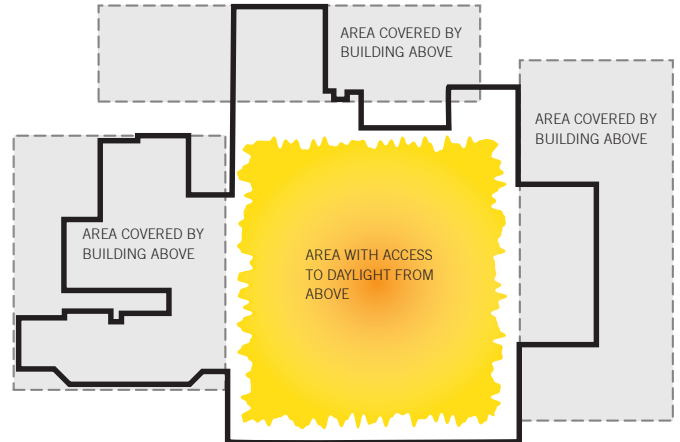 AREA COVERED BY
BUILDING ABOVE
AREA COVERED BY
BUILDING ABOVE
AREA COVERED BY
BUILDING ABOVE
AREA WITH ACCESS
TO DAYLIGHT FROM
ABOVE